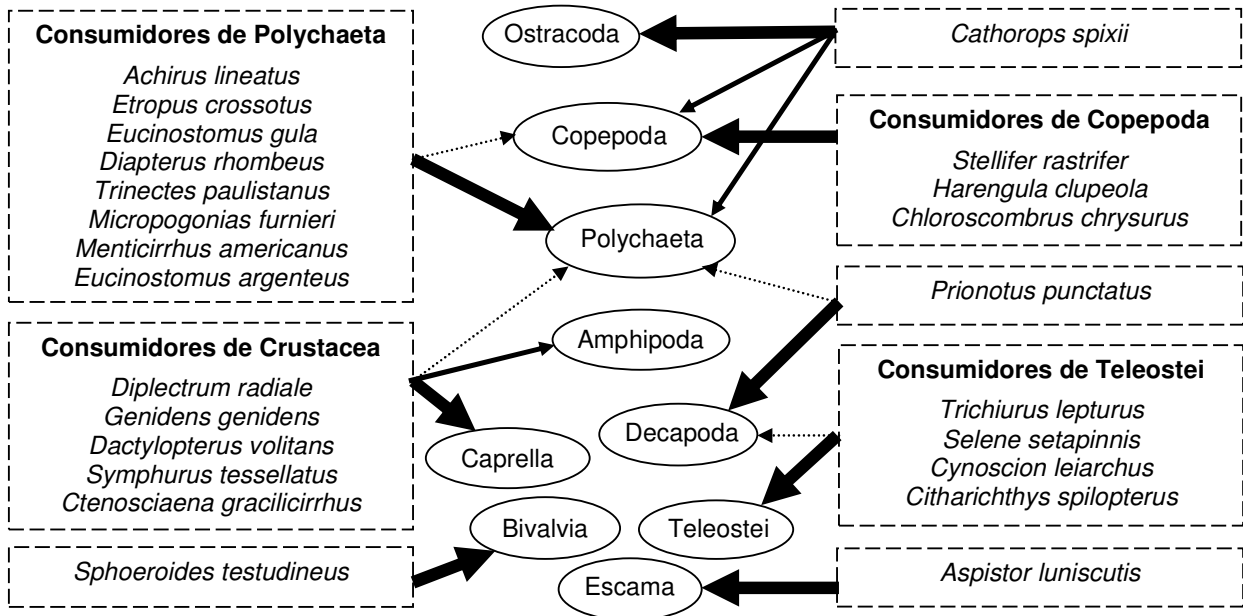 Consumidores de Polychaeta
Achirus lineatus
Etropus crossotus
Eucinostomus gula
Diapterus rhombeus
Trinectes paulistanus
Micropogonias furnieri
Menticirrhus americanus
Eucinostomus argenteus
Consumidores de Crustacea
Diplectrum radiale
Genidens genidens
Dactylopterus volitans
Symphurus tessellatus
Ctenosciaena gracilicirrhus
Sphoeroides testudineus
Ostracoda
Copepoda
Polychaeta
Amphipoda
Decapoda
Caprella
Bivalvia
Teleostei
Escama
Cathorops spixii
Consumidores de Copepoda
Stellifer rastrifer
Harengula clupeola
Chloroscombrus chrysurus
Prionotus punctatus
Consumidores de Teleostei
Trichiurus lepturus
Selene setapinnis
Cynoscion leiarchus
Citharichthys spilopterus
Aspistor luniscutis